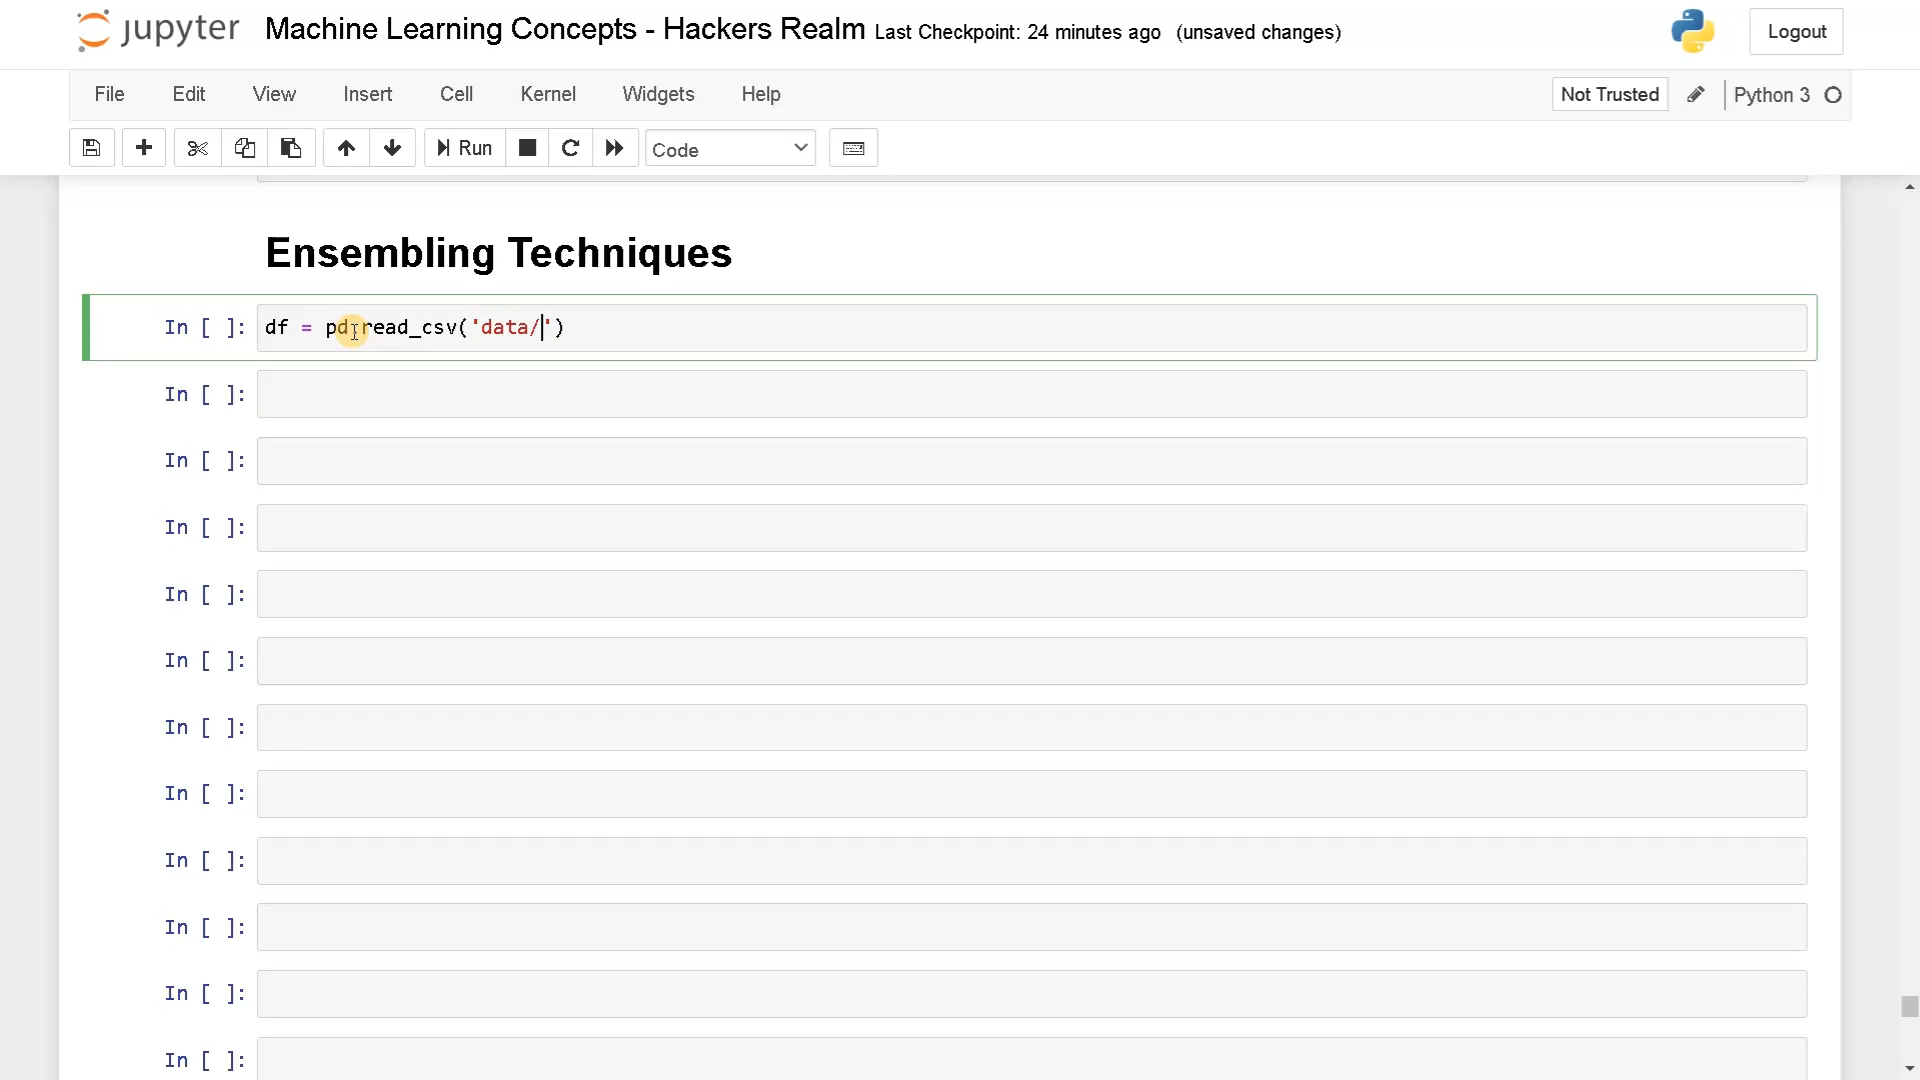 jupyter Machine Learning Concepts - Hackers Realm Last Checkpoint: 24 minutes ago (unsaved changes) Logout
File Edit View Insert Cell Kernel Widgets Help Not Trusted Python 3
Run Code
Ensembling Techniques
In [ ]: df = pd.read_csv('data/')
In [ ]:
In [ ]:
In [ ]:
In [ ]:
In [ ]:
In [ ]:
In [ ]:
In [ ]:
In [ ]:
In [ ]:
In [ ]: